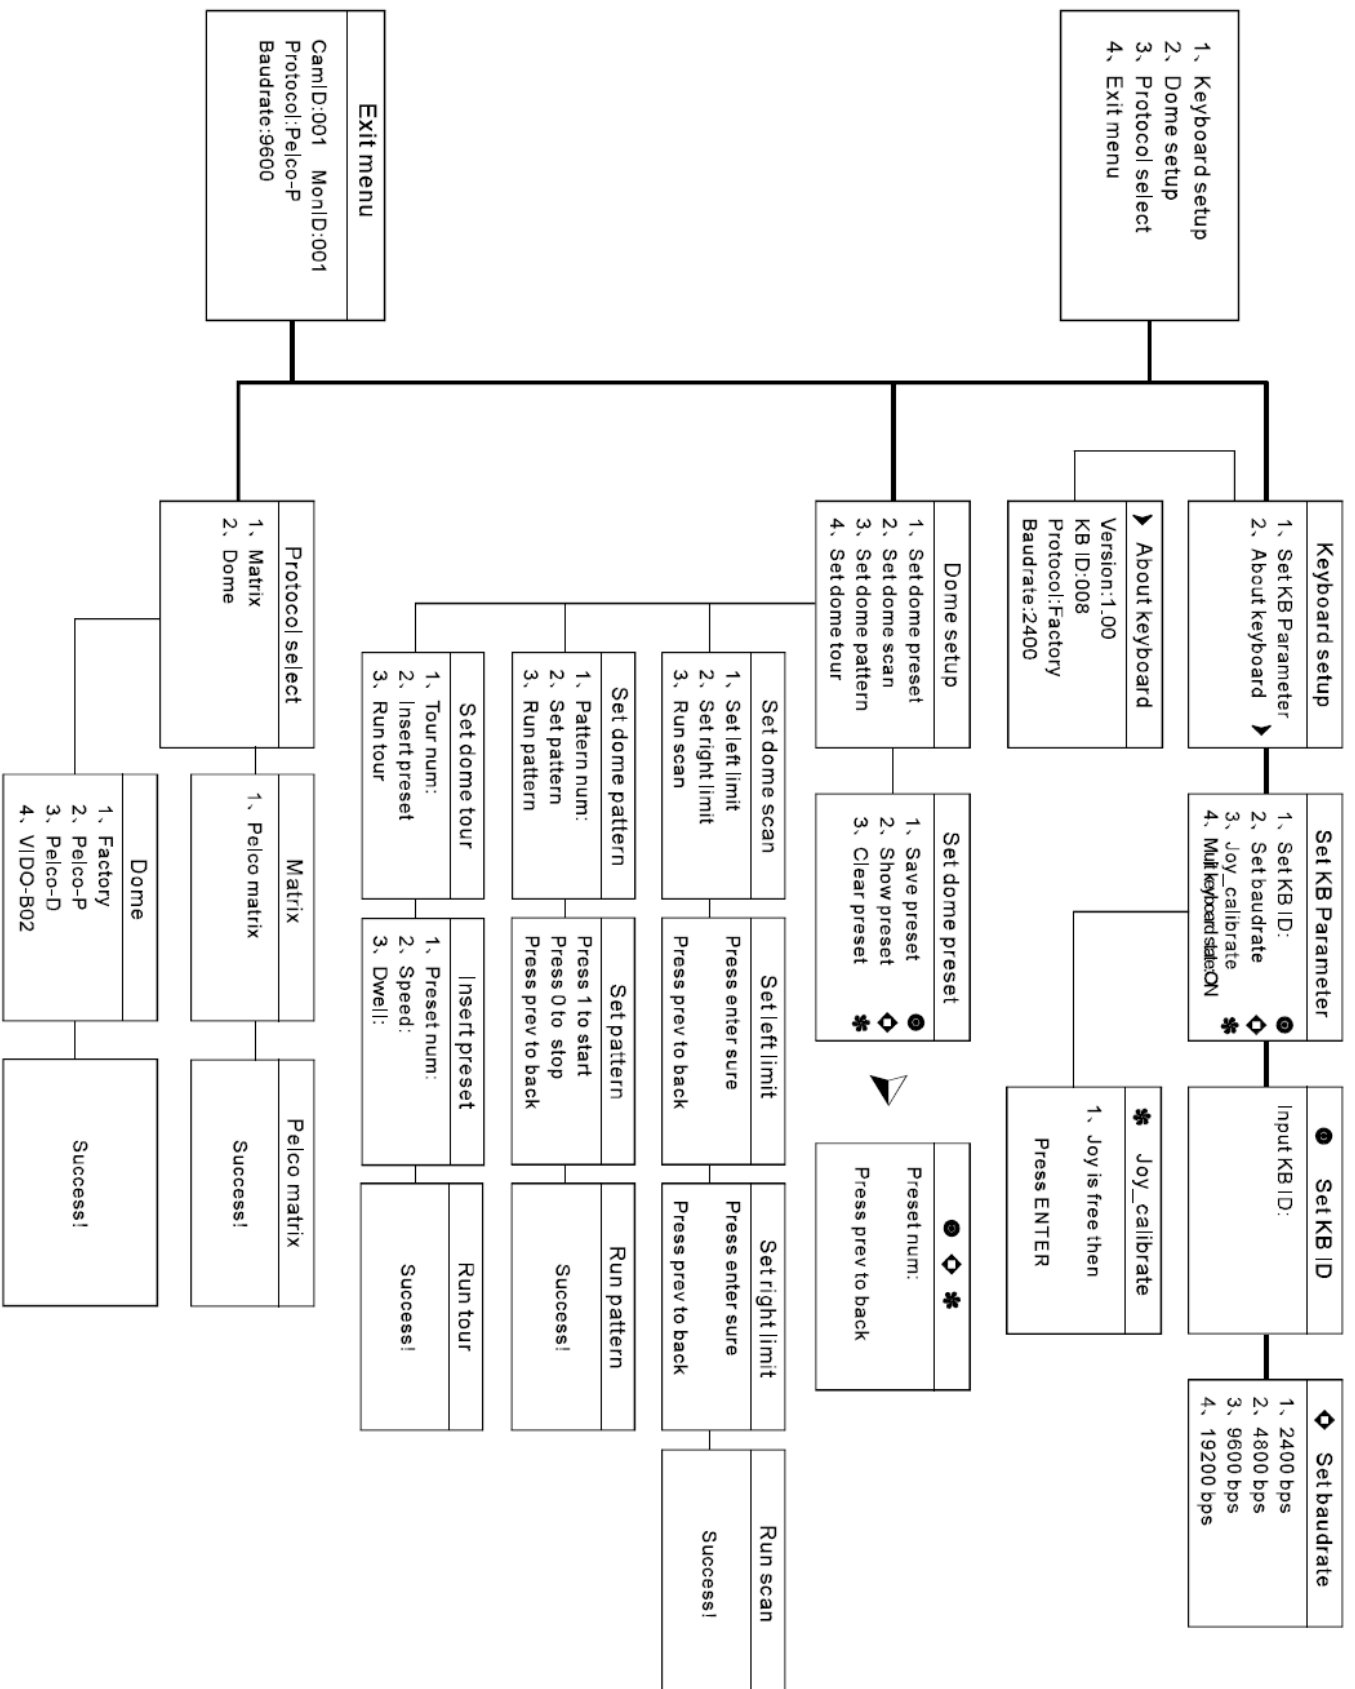 1、Keyboard setup
2、Dome setup
3、Protocol select
4、Exit menu
Keyboard setup
1、Set KB Parameter
2、About keyboard
Set KB Parameter
1、Set KB ID:
2、Set baudrate
3、Joy_calibrate
4、Mulit keyboard state:ON
Set KB ID
Input KB ID:
Set baudrate
1、2400 bps
2、4800 bps
3、9600 bps
4、19200 bps
About keyboard
Version:1.00
KB ID:008
Protocol:Factory
Baudrate:2400
Joy_calibrate
1、Joy is free then
Press ENTER
Dome setup
1、Set dome preset
2、Set dome scan
3、Set dome pattern
4、Set dome tour
Set dome preset
1、Save preset
2、Show preset
3、Clear preset
Preset num:
Press prev to back
Set dome scan
1、Set left limit
2、Set right limit
3、Run scan
Set left limit
Press enter sure
Press prev to back
Set right limit
Press enter sure
Press prev to back
Run scan
Success!
Set dome pattern
1、Pattern num:
2、Set pattern
3、Run pattern
Set pattern
Press 1 to start
Press 0 to stop
Press prev to back
Run pattern
Success!
Set dome tour
1、Tour num:
2、Insert preset
3、Run tour
Insert preset
1、Preset num:
2、Speed:
3、Dwell:
Run tour
Success!
Exit menu
CamID:001 MonID:001
Protocol:Pelco-P
Baudrate:9600
Protocol select
1、Matrix
2、Dome
Matrix
1、Pelco matrix
Pelco matrix
Success!
Dome
1、Factory
2、Pelco-P
3、Pelco-D
4、VIDO-B02
Success!